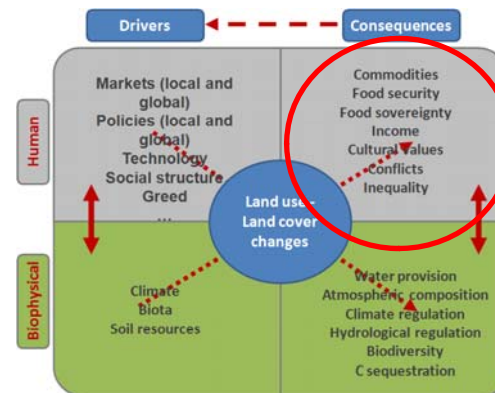 Drivers
Consequences
Human
Markets (local and
global)
Policies (local and
global)
Technology
Social structure
Greed
...
Commodities
Food security
Food sovereignty
Income
Cultural values
Conflicts
Inequality
Land use-
Land cover
changes
Biophysical
Climate
Biota
Soil resources
Water provision
Atmospheric composition
Climate regulation
Hydrological regulation
Biodiversity
C sequestration